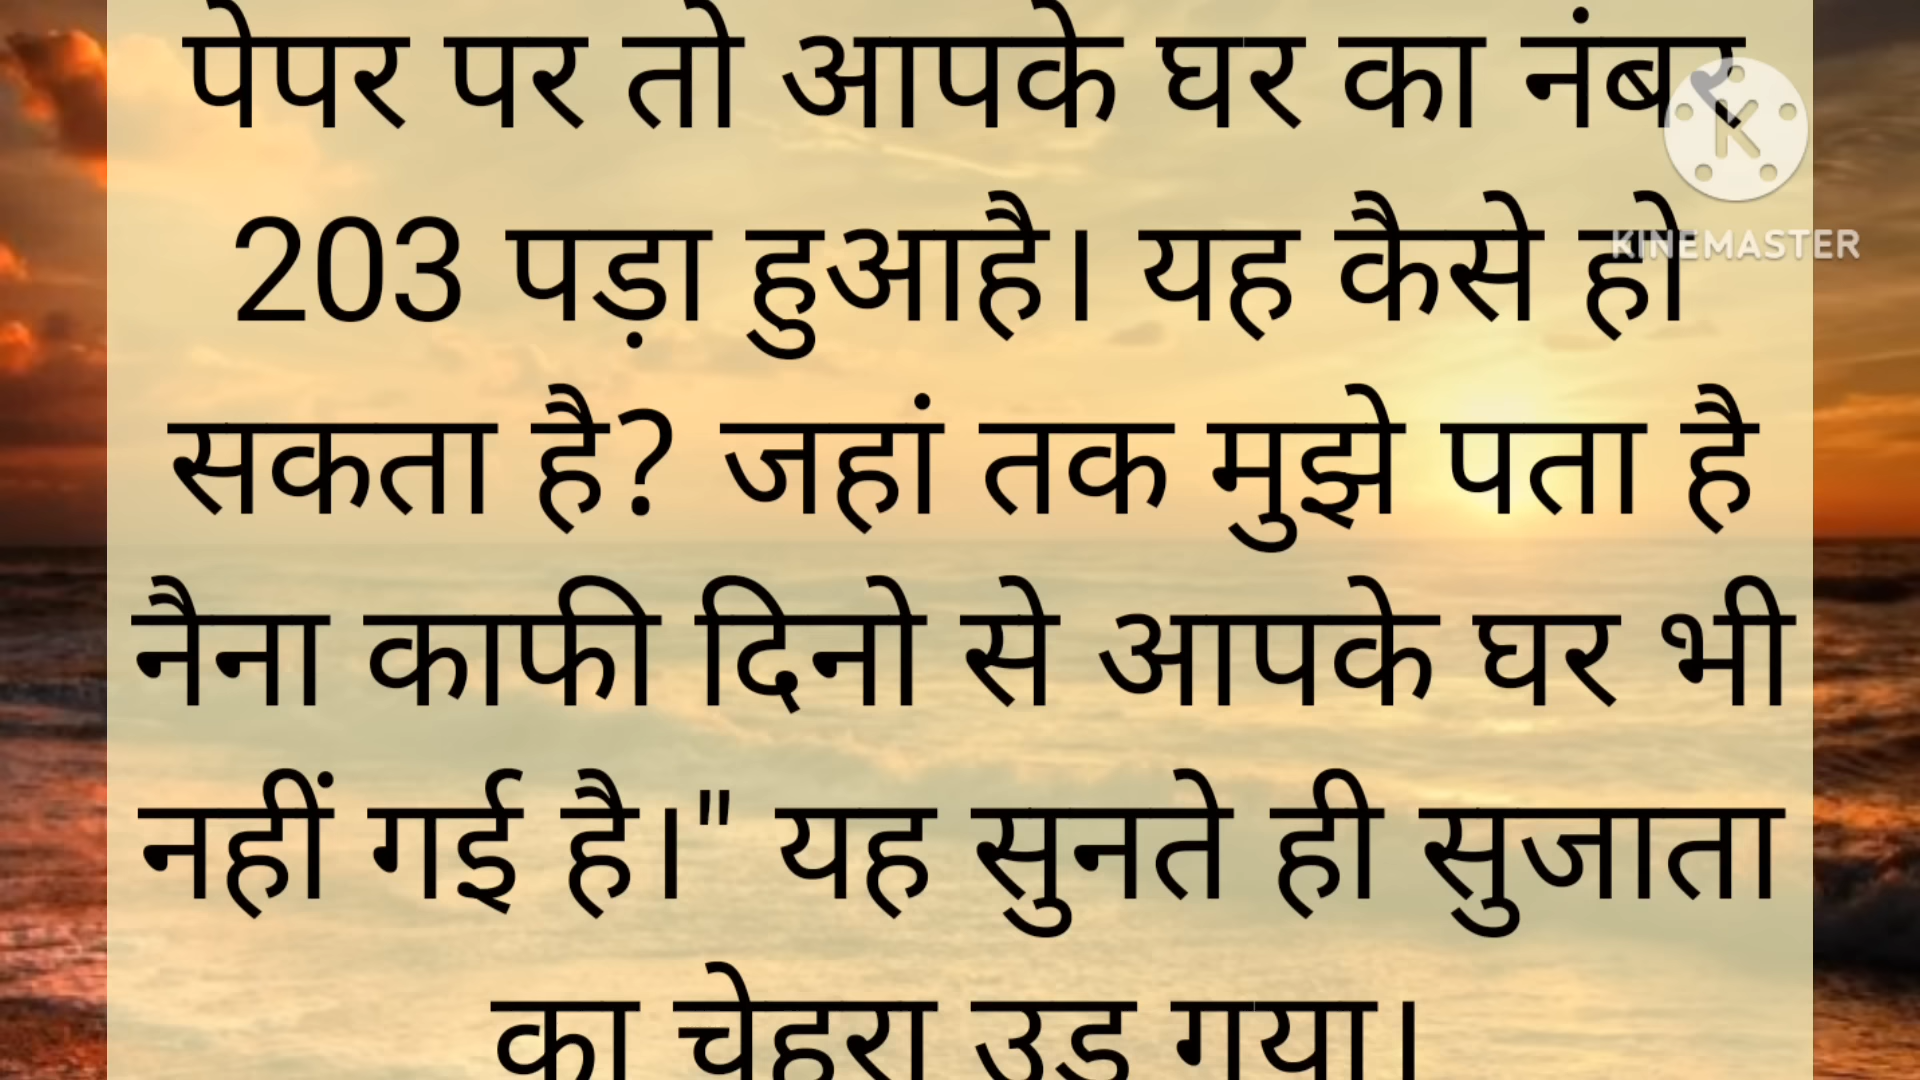 पेपर पर तो आपके घर का नंबर
203 पड़ा हुआहै। यह कैसे हो
KINEMASTER
सकता है? जहां तक मुझे पता है
नैना काफी दिनो से आपके घर भी
नहीं गई है।" यह सुनते ही सुजाता
का चेहरा उड़ गया।